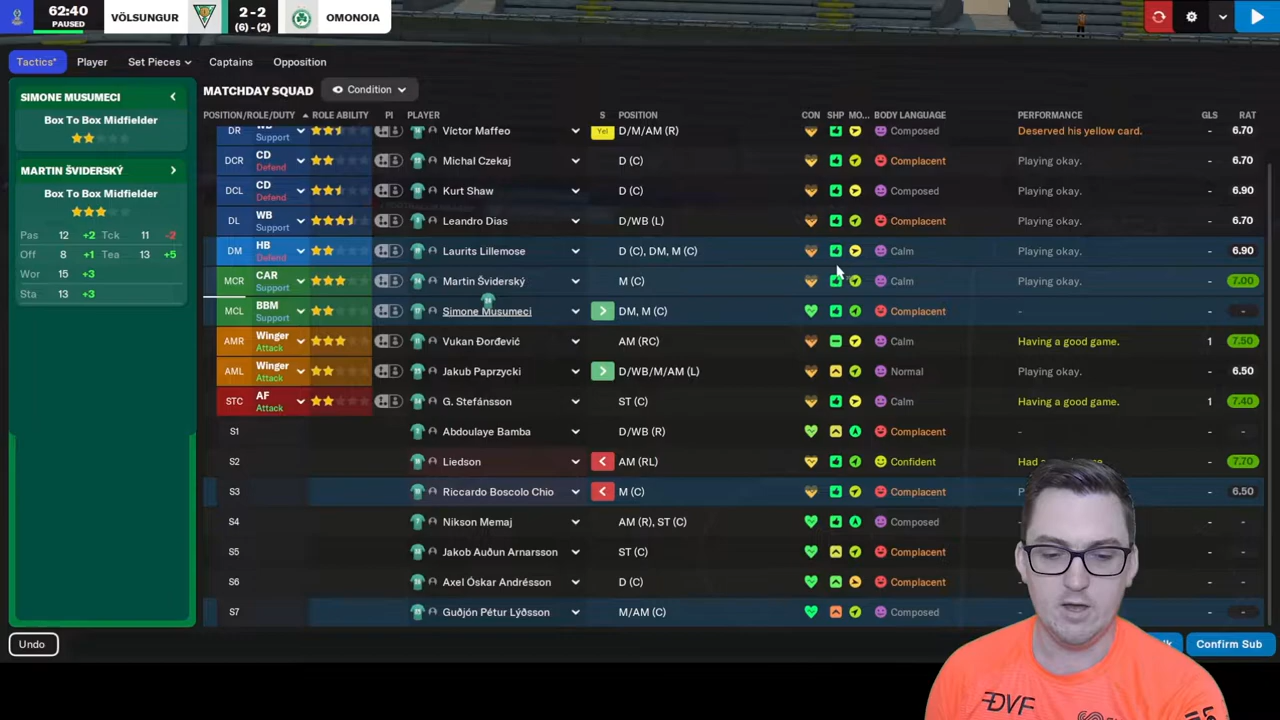 62:40
PAUSED
VÖLSUNGUR
2-2
(6) - (2)
OMONOIA
Tactics*
Player
Set Pieces
Captains
Opposition
SIMONE MUSUMECI
Box To Box Midfielder
MARTIN ŠVIDERSKÝ
Box To Box Midfielder
Pas 12 +2 Tck 11 -2
Off 8 +1 Tea 13 +5
Wor 15 +3
Sta 13 +3
MATCHDAY SQUAD
Condition
POSITION/ROLE/DUTY ROLE ABILITY PI PLAYER S POSITION CON SHP MO... BODY LANGUAGE PERFORMANCE GLS RAT
DR WB Support Víctor Maffeo Yel D/M/AM (R) Composed Deserved his yellow card. - 6.70
DCR CD Defend Michał Czekaj D (C) Complacent Playing okay. - 6.70
DCL CD Defend Kurt Shaw D (C) Composed Playing okay. - 6.90
DL WB Support Leandro Dias D/WB (L) Complacent Playing okay. - 6.70
DM HB Defend Laurits Lillemose D (C), DM, M (C) Calm Playing okay. - 6.90
MCR CAR Support Martin Šviderský M (C) Calm Playing okay. - 7.00
MCL BBM Support Simone Musumeci DM, M (C) Complacent - - -
AMR Winger Attack Vukan Đorđević AM (RC) Calm Having a good game. 1 7.50
AML Winger Attack Jakub Paprzycki D/WB/M/AM (L) Normal Playing okay. - 6.50
STC AF Attack G. Stefánsson ST (C) Calm Having a good game. 1 7.40
S1 Abdoulaye Bamba D/WB (R) Complacent - - -
S2 Liedson AM (RL) Confident Had - 7.70
S3 Riccardo Boscolo Chio M (C) Complacent - 6.50
S4 Nikson Memaj AM (R), ST (C) Composed - -
S5 Jakob Auðun Arnarsson ST (C) Complacent - -
S6 Axel Óskar Andrésson D (C) Complacent - -
S7 Guðjón Pétur Lýðsson M/AM (C) Composed - - -
Undo
Confirm Sub
DVF